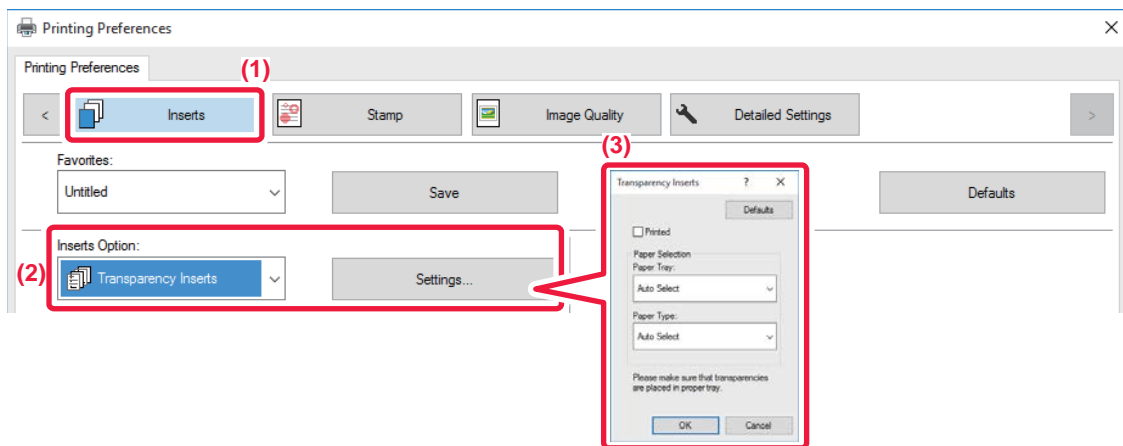 Printing Preferences
Printing Preferences
(1)
<
Inserts
Stamp
Image Quality
Detailed Settings
>
Favorites:
Untitled
Save
Defaults
(2)
Inserts Option:
Transparency Inserts
Settings...
(3)
Transparency Inserts
?
Defaults
Printed
Paper Selection
Paper Tray:
Auto Select
Paper Type:
Auto Select
Please make sure that transparencies
are placed in proper tray.
OK
Cancel